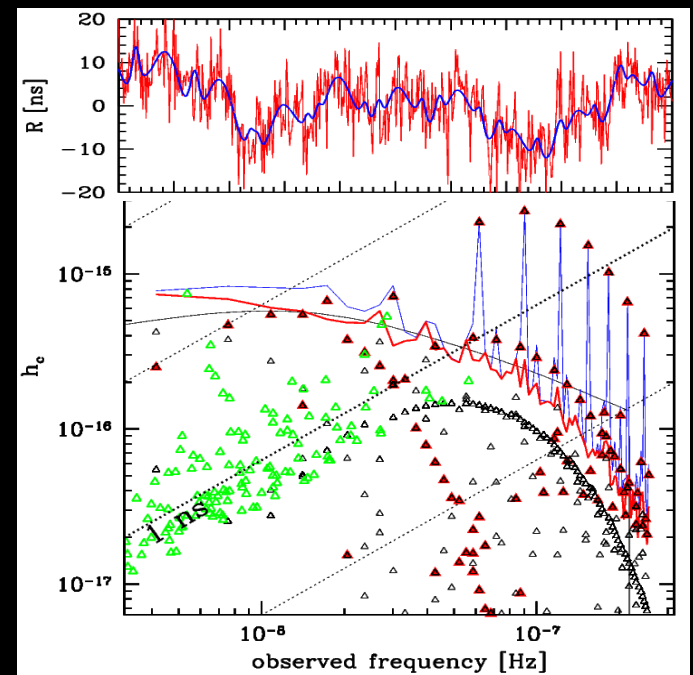 20
10
0
−10
−20
R [ns]
10⁻¹⁵
10⁻¹⁶
10⁻¹⁷
h_c
1 ns
10⁻⁸
10⁻⁷
observed frequency [Hz]